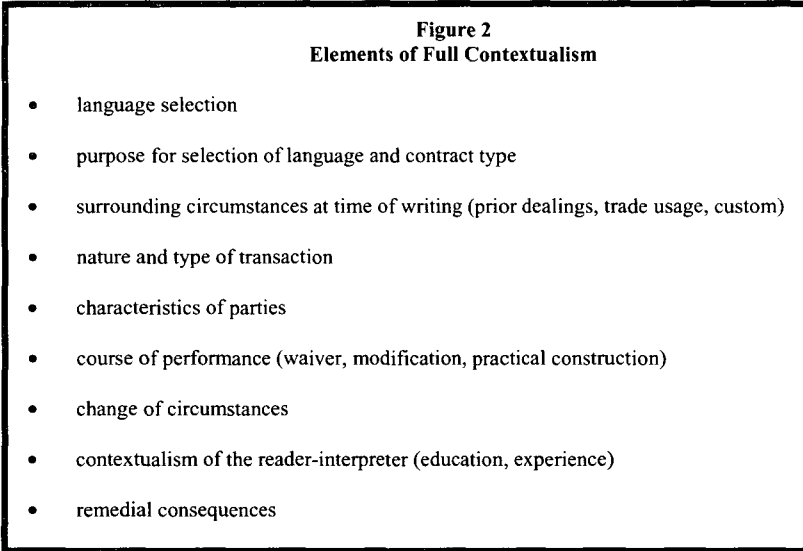 Figure 2
Elements of Full Contextualism
• language selection
• purpose for selection of language and contract type
• surrounding circumstances at time of writing (prior dealings, trade usage, custom)
• nature and type of transaction
• characteristics of parties
• course of performance (waiver, modification, practical construction)
• change of circumstances
• contextualism of the reader-interpreter (education, experience)
• remedial consequences